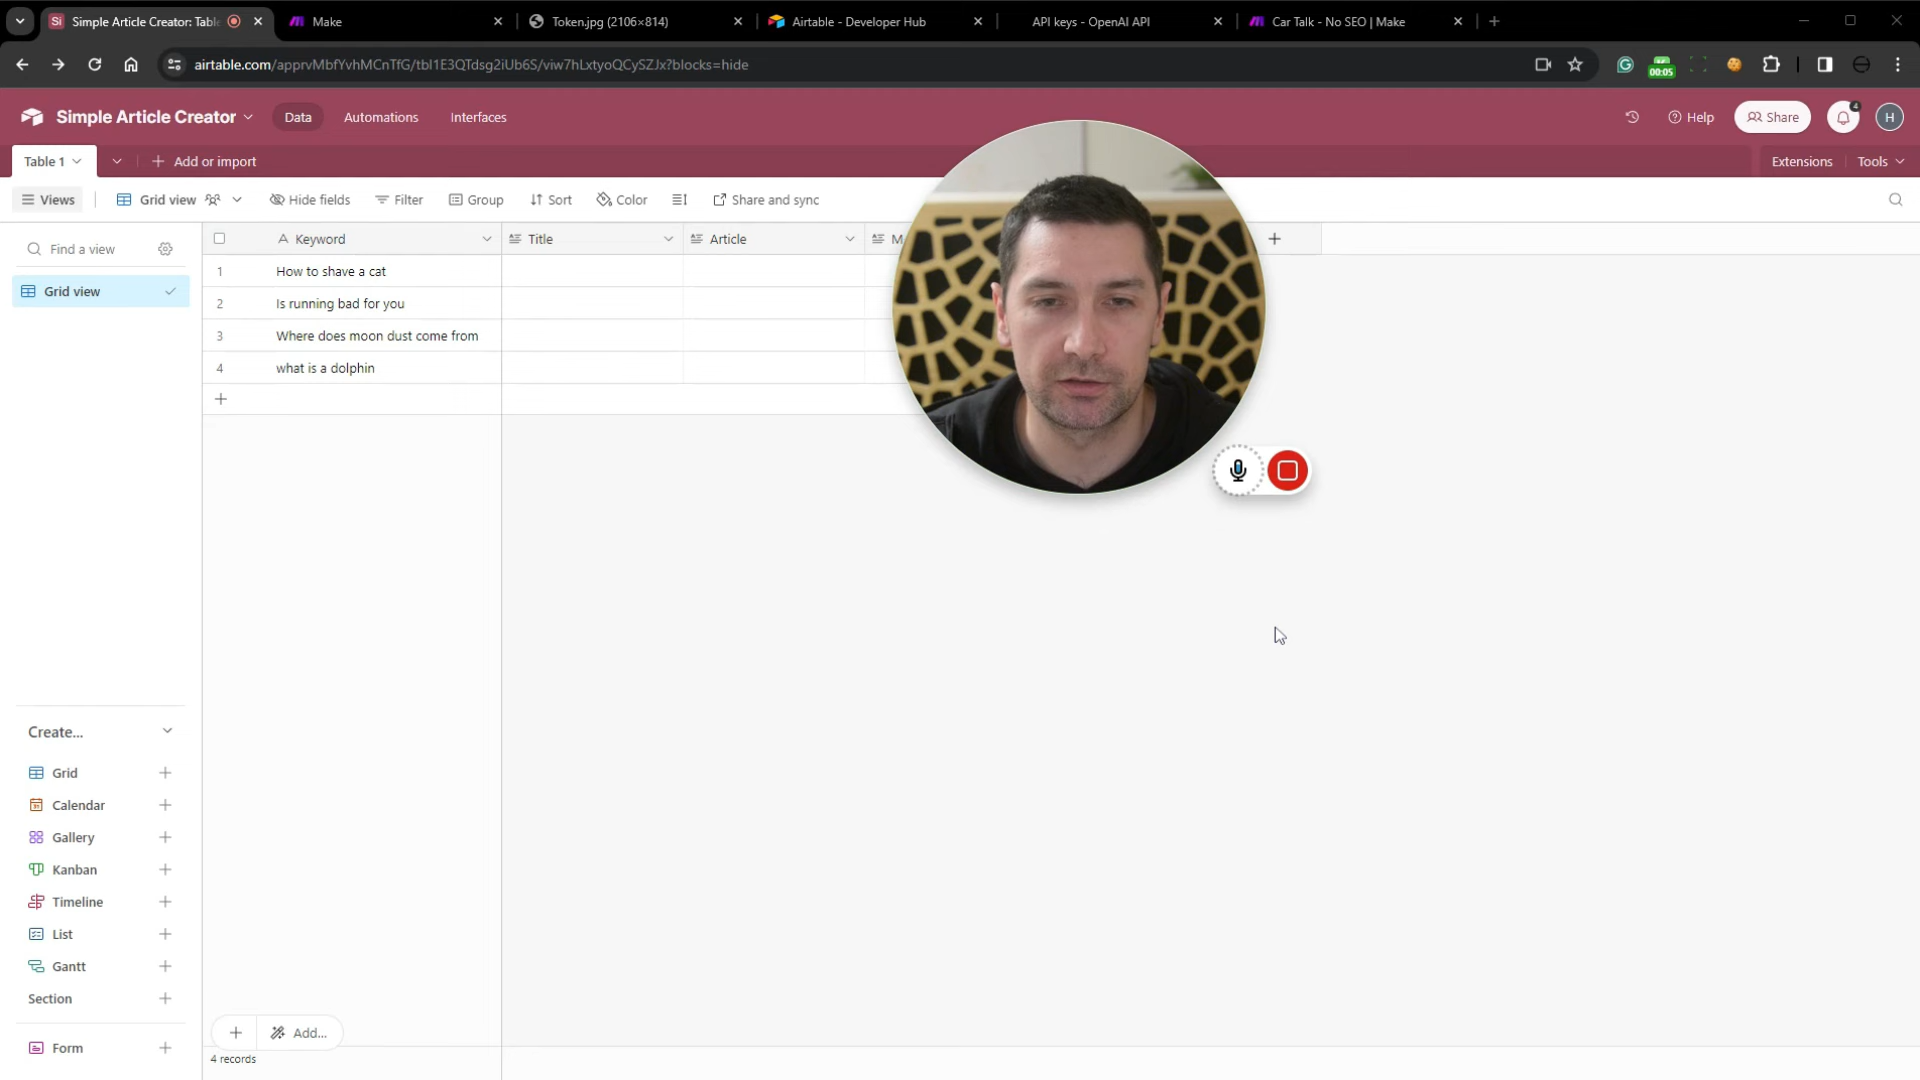 Si Simple Article Creator: Table
Make
Token.jpg (2106×814)
Airtable - Developer Hub
API keys - OpenAI API
Car Talk - No SEO | Make
airtable.com/apprvMbfYvhMCnTfG/tbl1E3QTdsg2iUb6S/viw7hLxtyoQCySZJx?blocks=hide
00:05
Simple Article Creator
Data
Automations
Interfaces
Help
Share
4
H
Table 1
Add or import
Extensions
Tools
Views
Grid view
Hide fields
Filter
Group
Sort
Color
Share and sync
Find a view
Grid view
Keyword
Title
Article
1 How to shave a cat
2 Is running bad for you
3 Where does moon dust come from
4 what is a dolphin
Create...
Grid
Calendar
Gallery
Kanban
Timeline
List
Gantt
Section
Form
Add...
4 records